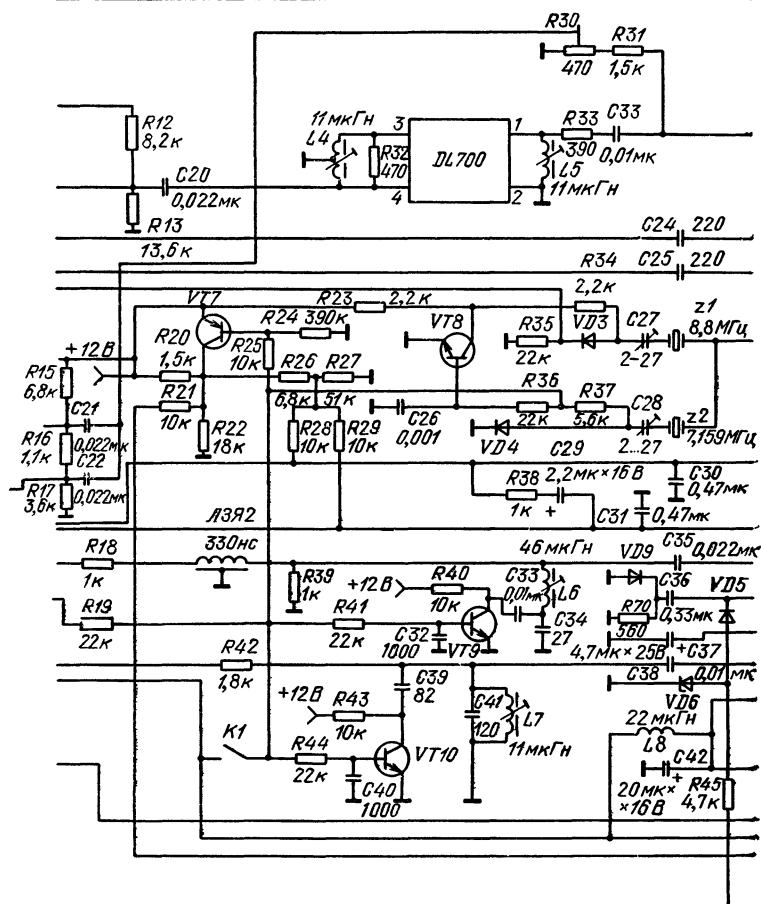 R30 R31
470 1,5к
R12
8,2к
11мкГн
L4
3
R32
470
4
DL700
1
2
R33 C33
390 0,01мк
L5
11мкГн
C20
0,022мк
R13
13,6к
C24 220
C25 220
R34
2,2к
VT7
R23 2,2к
R24 390к
R25
10к
+12В
R20
1,5к
R15
6,8к
R21
10к
C21
0,022мк
R16
1,1к
C22
0,022мк
R17
3,6к
R22
18к
R26 R27
6,8к 51к
R28
10к
R29
10к
VT8
R35
22к
VD3
C27
2-27
z1
8,8МГц
C26
0,001
R36
22к
R37
5,6к
VD4
C28
2...27
z2
7,159МГц
C29
2,2мк×16В
R38
1к
+
C30
0,47мк
C31
0,47мк
ЛЗЯ2
330нс
R18
1к
R19
22к
R39
1к
+12В
R40
10к
R41
22к
C32
1000
VT9
C33
0,01мк
46мкГн
L6
C34
27
VD9
C35
0,022мк
C36
0,33мк
R70
560
VD5
4,7мк×25В
+
C37
0,01мк
C38
VD6
R42
1,8к
C39
82
+12В
R43
10к
K1
R44
22к
C40
1000
VT10
C41
120
L7
11мкГн
22мкГн
L8
C42
+
20мк×
×16В
R45
4,7к